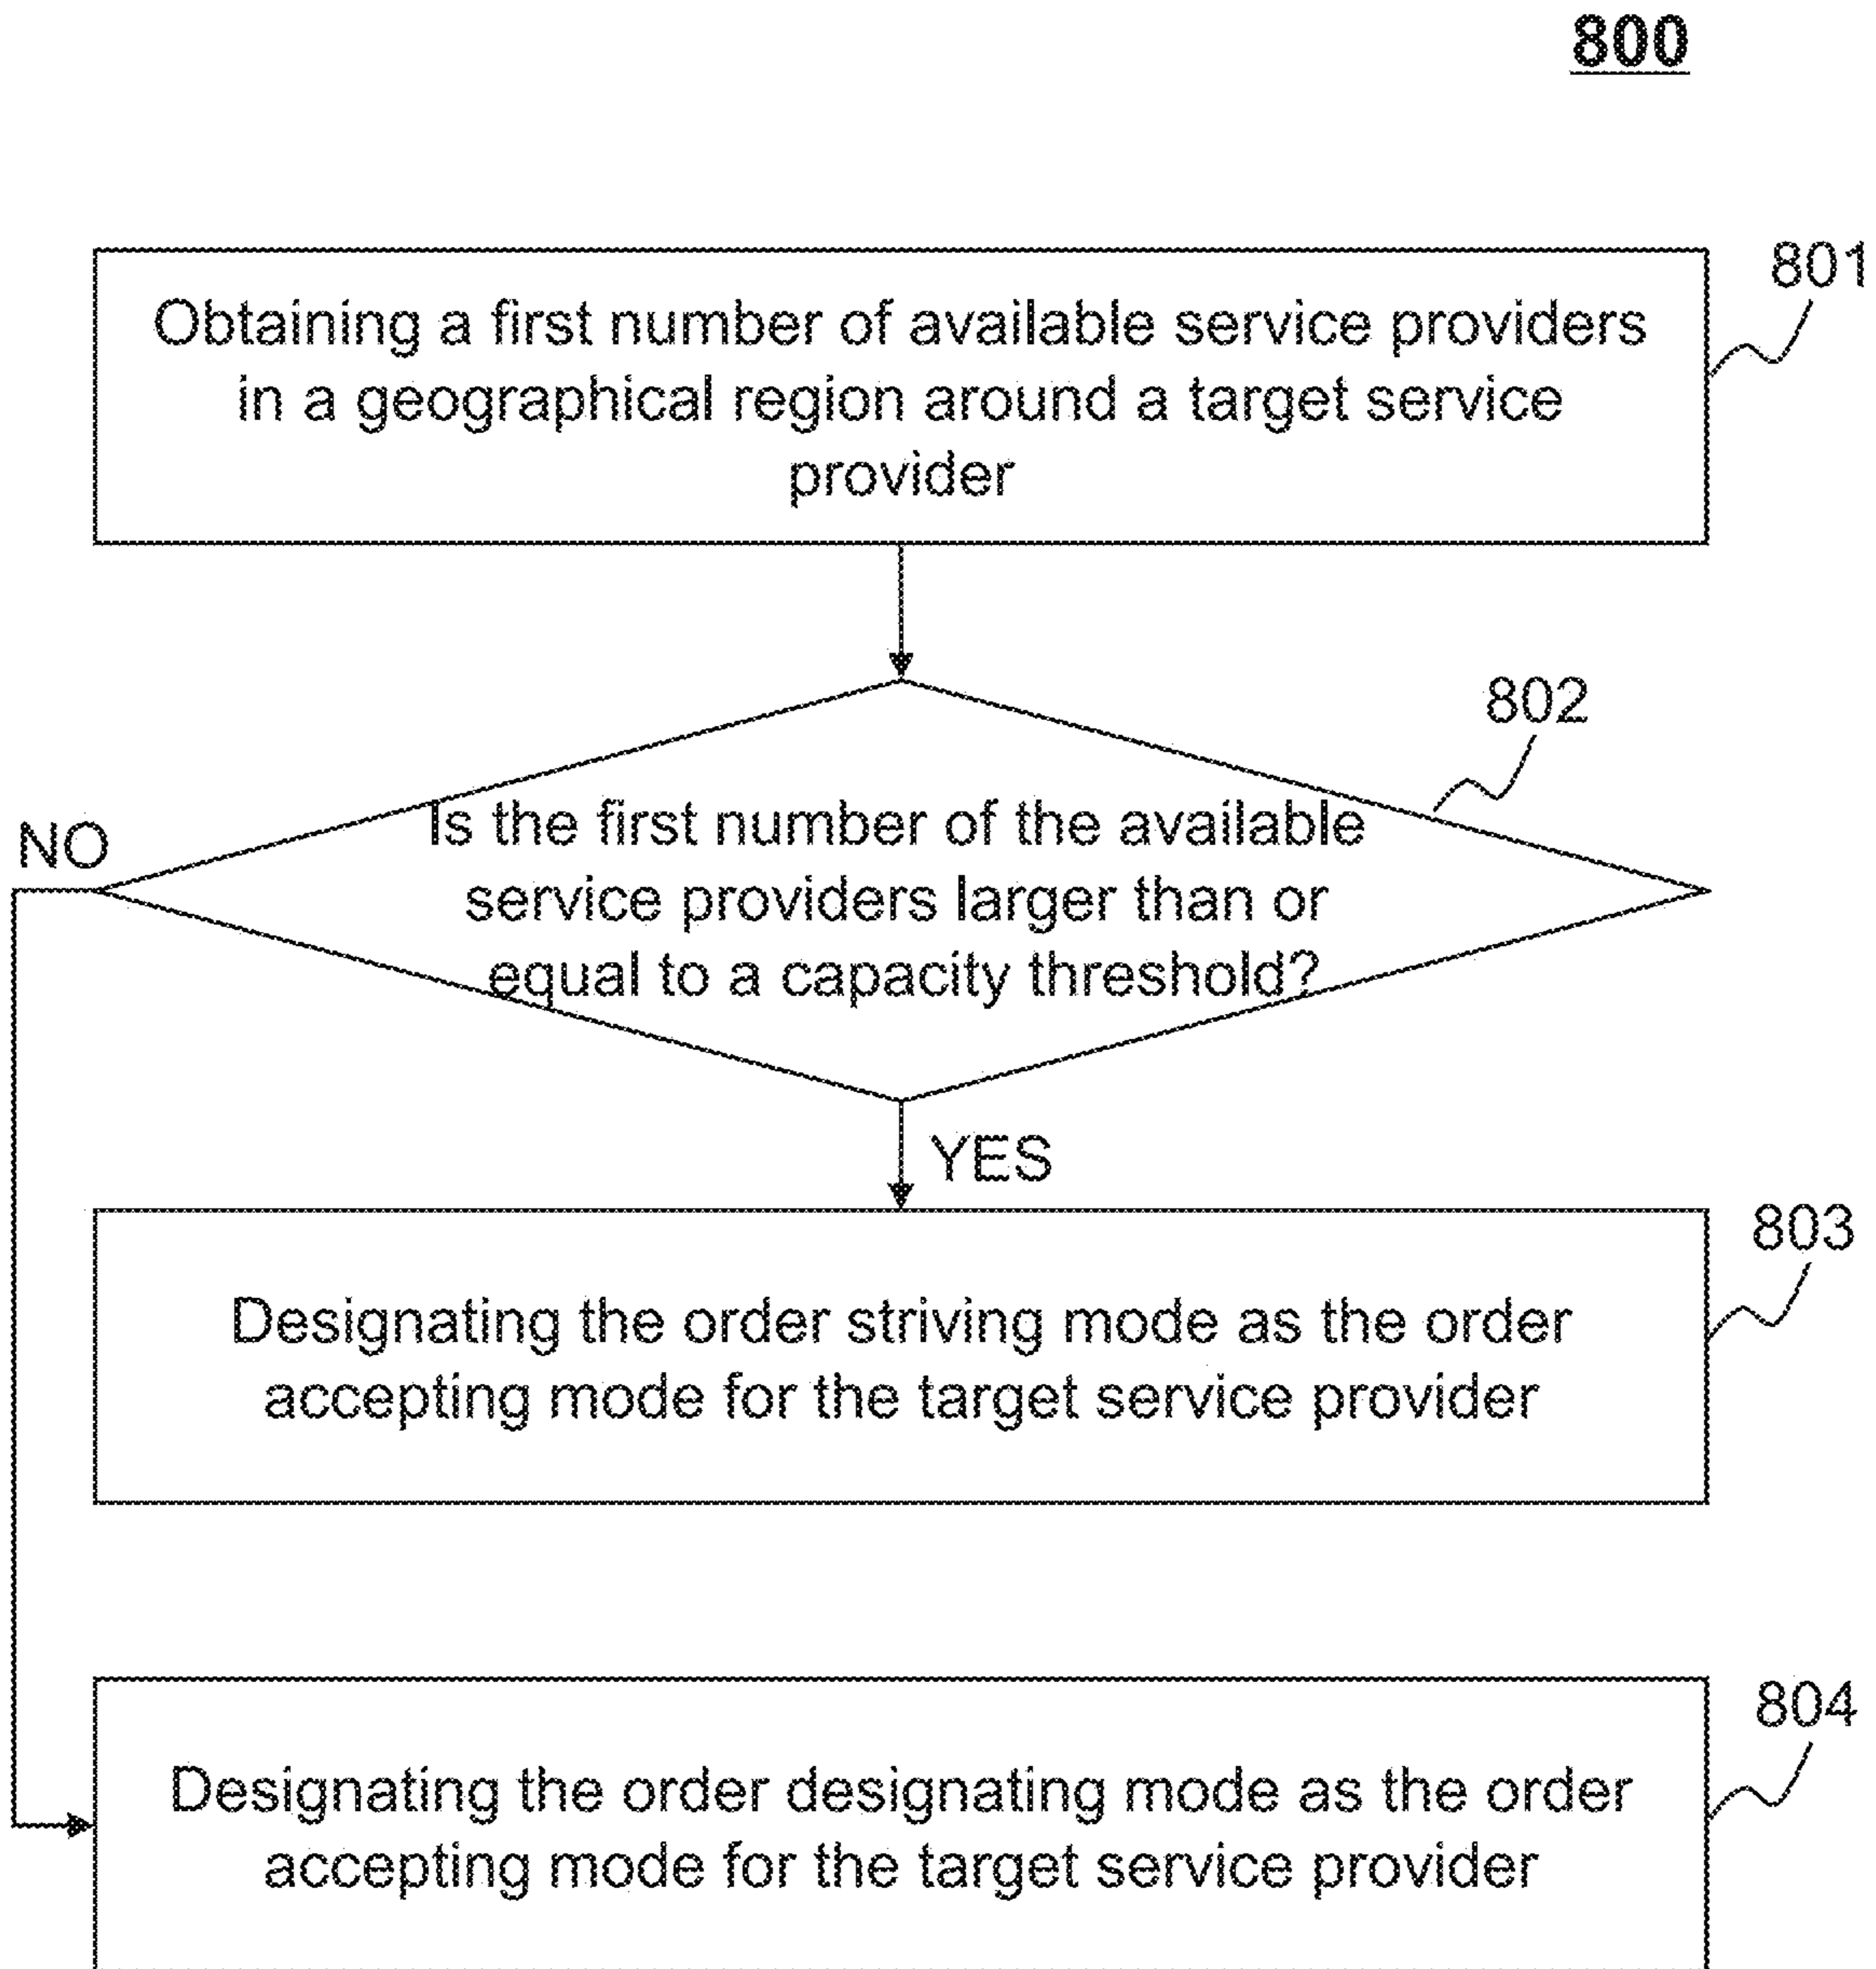 800
801
Obtaining a first number of available service providers
in a geographical region around a target service
provider
802
Is the first number of the available
service providers larger than or
equal to a capacity threshold?
NO
YES
803
Designating the order striving mode as the order
accepting mode for the target service provider
804
Designating the order designating mode as the order
accepting mode for the target service provider